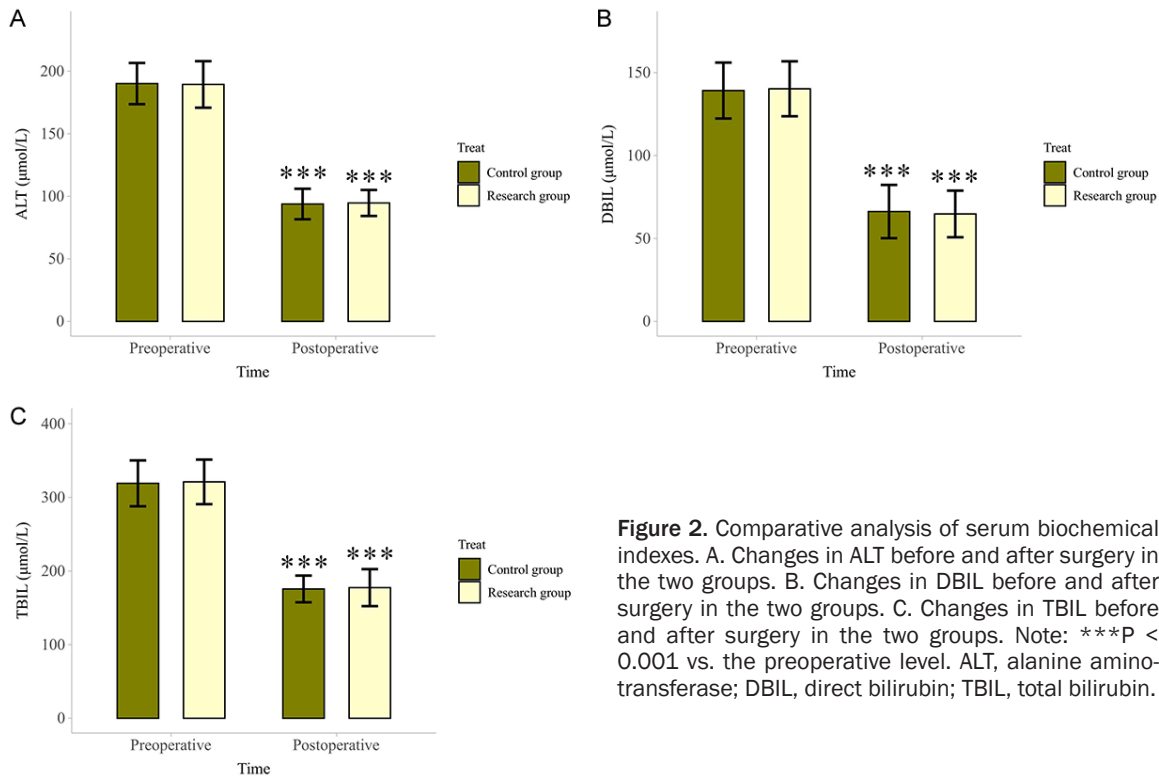 A
200
150
100
50
0
ALT (μmol/L)
***
***
Preoperative
Postoperative
Time
Treat
Control group
Research group
B
150
100
50
0
DBIL (μmol/L)
***
***
Preoperative
Postoperative
Time
Treat
Control group
Research group
C
400
300
200
100
0
TBIL (μmol/L)
***
***
Preoperative
Postoperative
Time
Treat
Control group
Research group
Figure 2. Comparative analysis of serum biochemical
indexes. A. Changes in ALT before and after surgery in
the two groups. B. Changes in DBIL before and after
surgery in the two groups. C. Changes in TBIL before
and after surgery in the two groups. Note: ***P <
0.001 vs. the preoperative level. ALT, alanine amino-
transferase; DBIL, direct bilirubin; TBIL, total bilirubin.